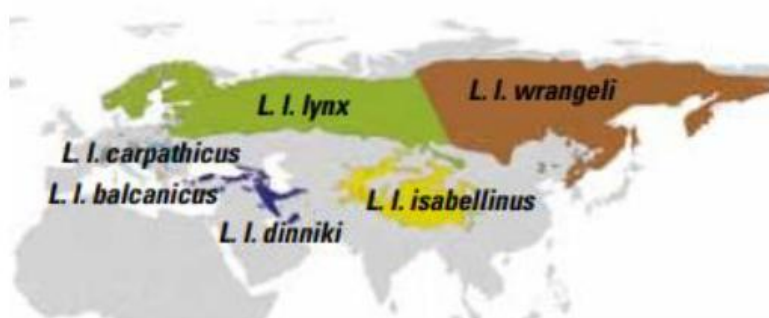 L. l. lynx
L. l. wrangeli
L. l. carpathicus
L. l. balcanicus
L. l. isabellinus
L. l. dinniki